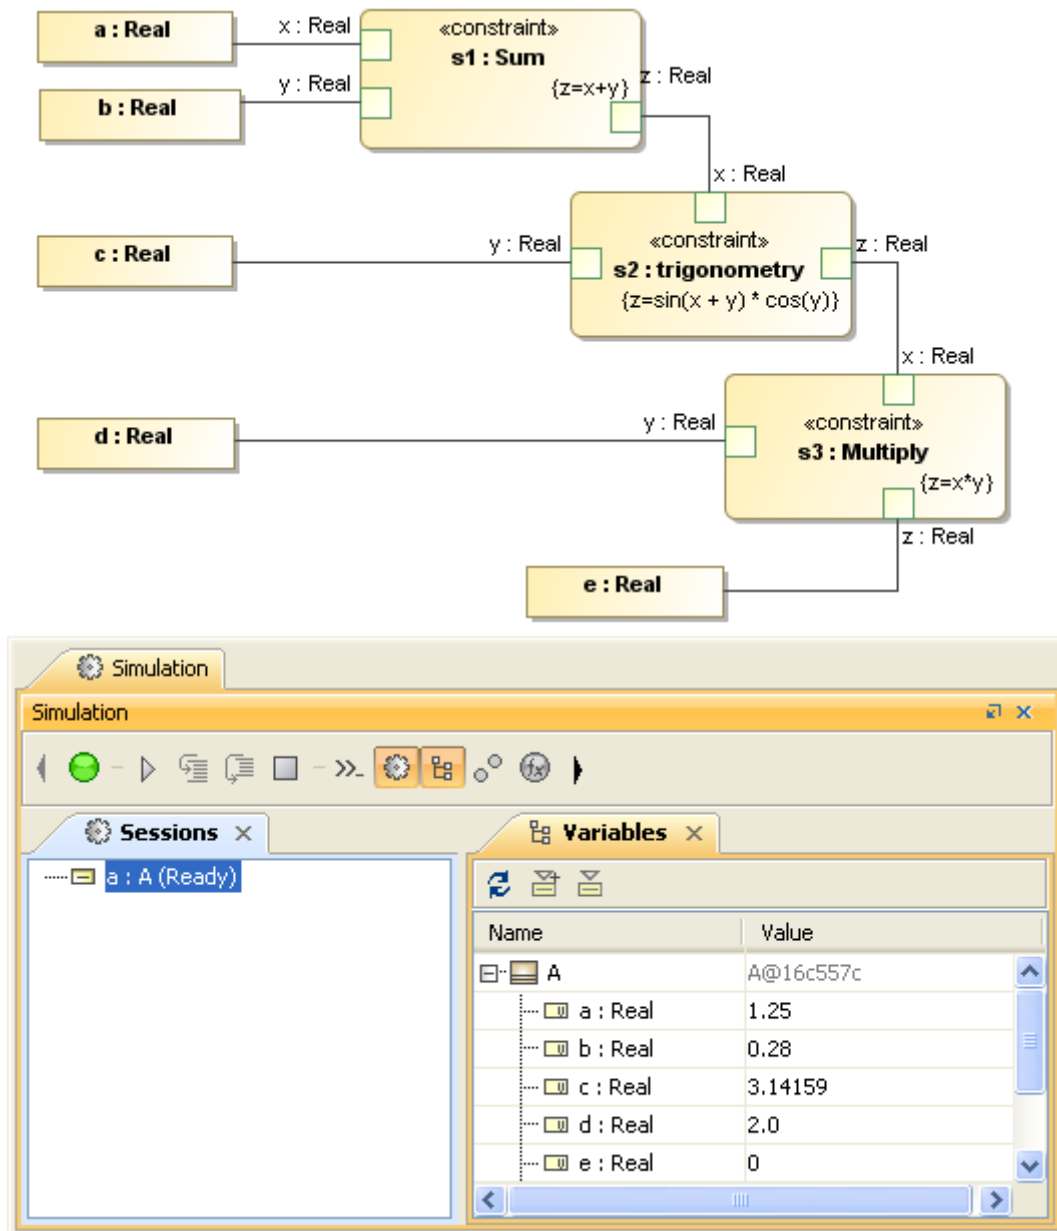 a : Real
x : Real
«constraint»
s1 : Sum
{z=x+y}
z : Real
b : Real
y : Real
x : Real
c : Real
y : Real
«constraint»
s2 : trigonometry
{z=sin(x + y) * cos(y)}
z : Real
x : Real
d : Real
y : Real
«constraint»
s3 : Multiply
{z=x*y}
z : Real
e : Real
Simulation
Simulation
fx
Sessions
a : A (Ready)
Variables
Name Value
A A@16c557c
a : Real 1.25
b : Real 0.28
c : Real 3.14159
d : Real 2.0
e : Real 0